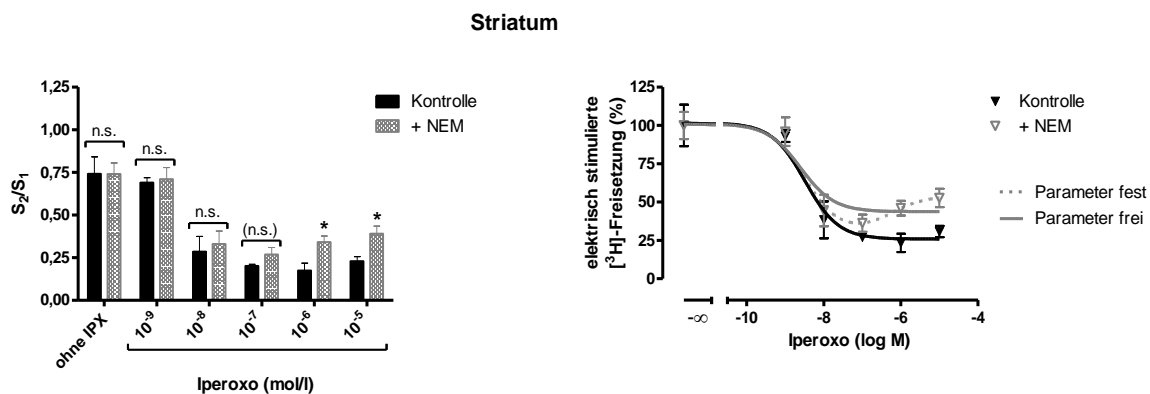 Striatum
S2/S1
1,25
1,00
0,75
0,50
0,25
0,00
n.s.
n.s.
n.s.
(n.s.)
*
*
Kontrolle
+ NEM
ohne IPX
10-9
10-8
10-7
10-6
10-5
Iperoxo (mol/l)
elektrisch stimulierte
[3H]-Freisetzung (%)
125
100
75
50
25
0
-∞
-10
-8
-6
-4
Iperoxo (log M)
Kontrolle
+ NEM
Parameter fest
Parameter frei